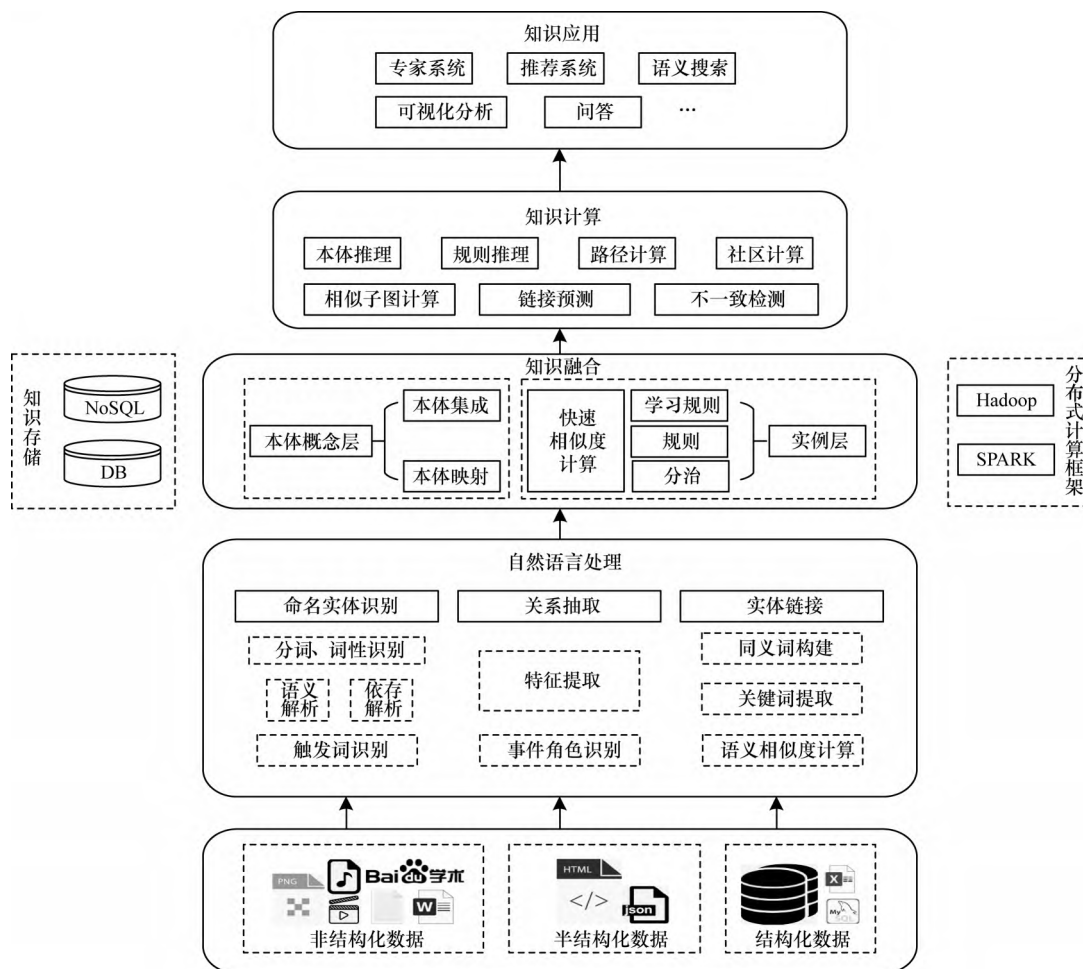 知识应用
专家系统
推荐系统
语义搜索
可视化分析
问答
…
知识计算
本体推理
规则推理
路径计算
社区计算
相似子图计算
链接预测
不一致检测
知识存储
NoSQL
DB
知识融合
本体概念层
本体集成
本体映射
快速
相似度
计算
学习规则
规则
分治
实例层
Hadoop
SPARK
分布式计算框架
自然语言处理
命名实体识别
关系抽取
实体链接
分词、词性识别
语义
解析
依存
解析
触发词识别
特征提取
事件角色识别
同义词构建
关键词提取
语义相似度计算
PNG
Bai du 学术
W
非结构化数据
HTML
</>
json
半结构化数据
X
MySQL
结构化数据